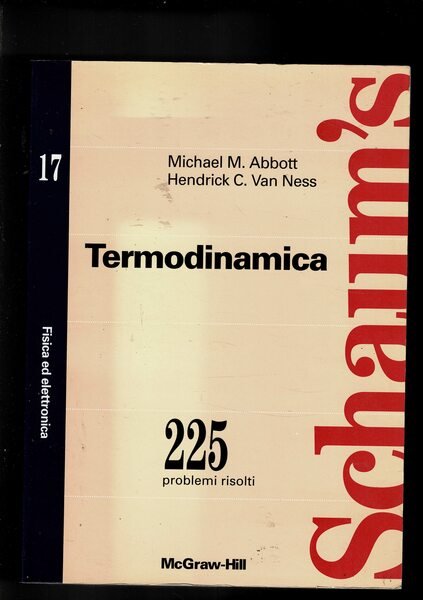 17
Michael M. Abbott
Hendrick C. Van Ness
Termodinamica
Schaum's
Fisica ed elettronica
225
problemi risolti
McGraw-Hill